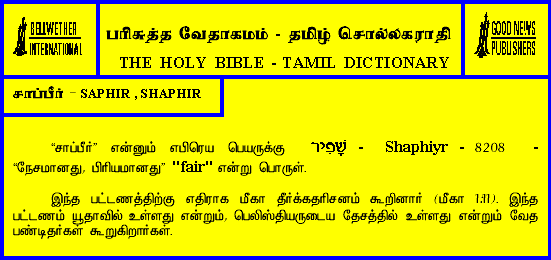 BELLWETHER
INTERNATIONAL
பரிசுத்த வேதாகமம் - தமிழ் சொல்லகராதி
THE HOLY BIBLE - TAMIL DICTIONARY
GOOD NEWS
PUBLISHERS
சாப்பீர் - SAPHIR , SHAPHIR
“சாப்பீர்” என்னும் எபிரெய பெயருக்கு שָׁפִיר - Shaphiyr - 8208 -
“நேசமானது, பிரியமானது” "fair" என்று பொருள்.
இந்த பட்டணத்திற்கு எதிராக மீகா தீர்க்கதரிசனம் கூறினார் (மீகா 1:11). இந்த
பட்டணம் யூதாவில் உள்ளது என்றும், பெலிஸ்தியருடைய தேசத்தில் உள்ளது என்றும் வேத
பண்டிதர்கள் கூறுகிறார்கள்.